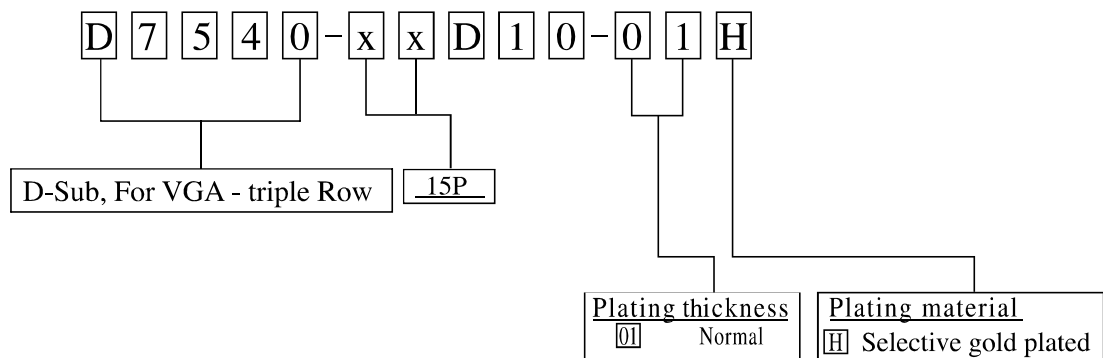 D7540-xxD10-01H
D-Sub, For VGA - triple Row
15P
Plating thickness
01 Normal
Plating material
H Selective gold plated